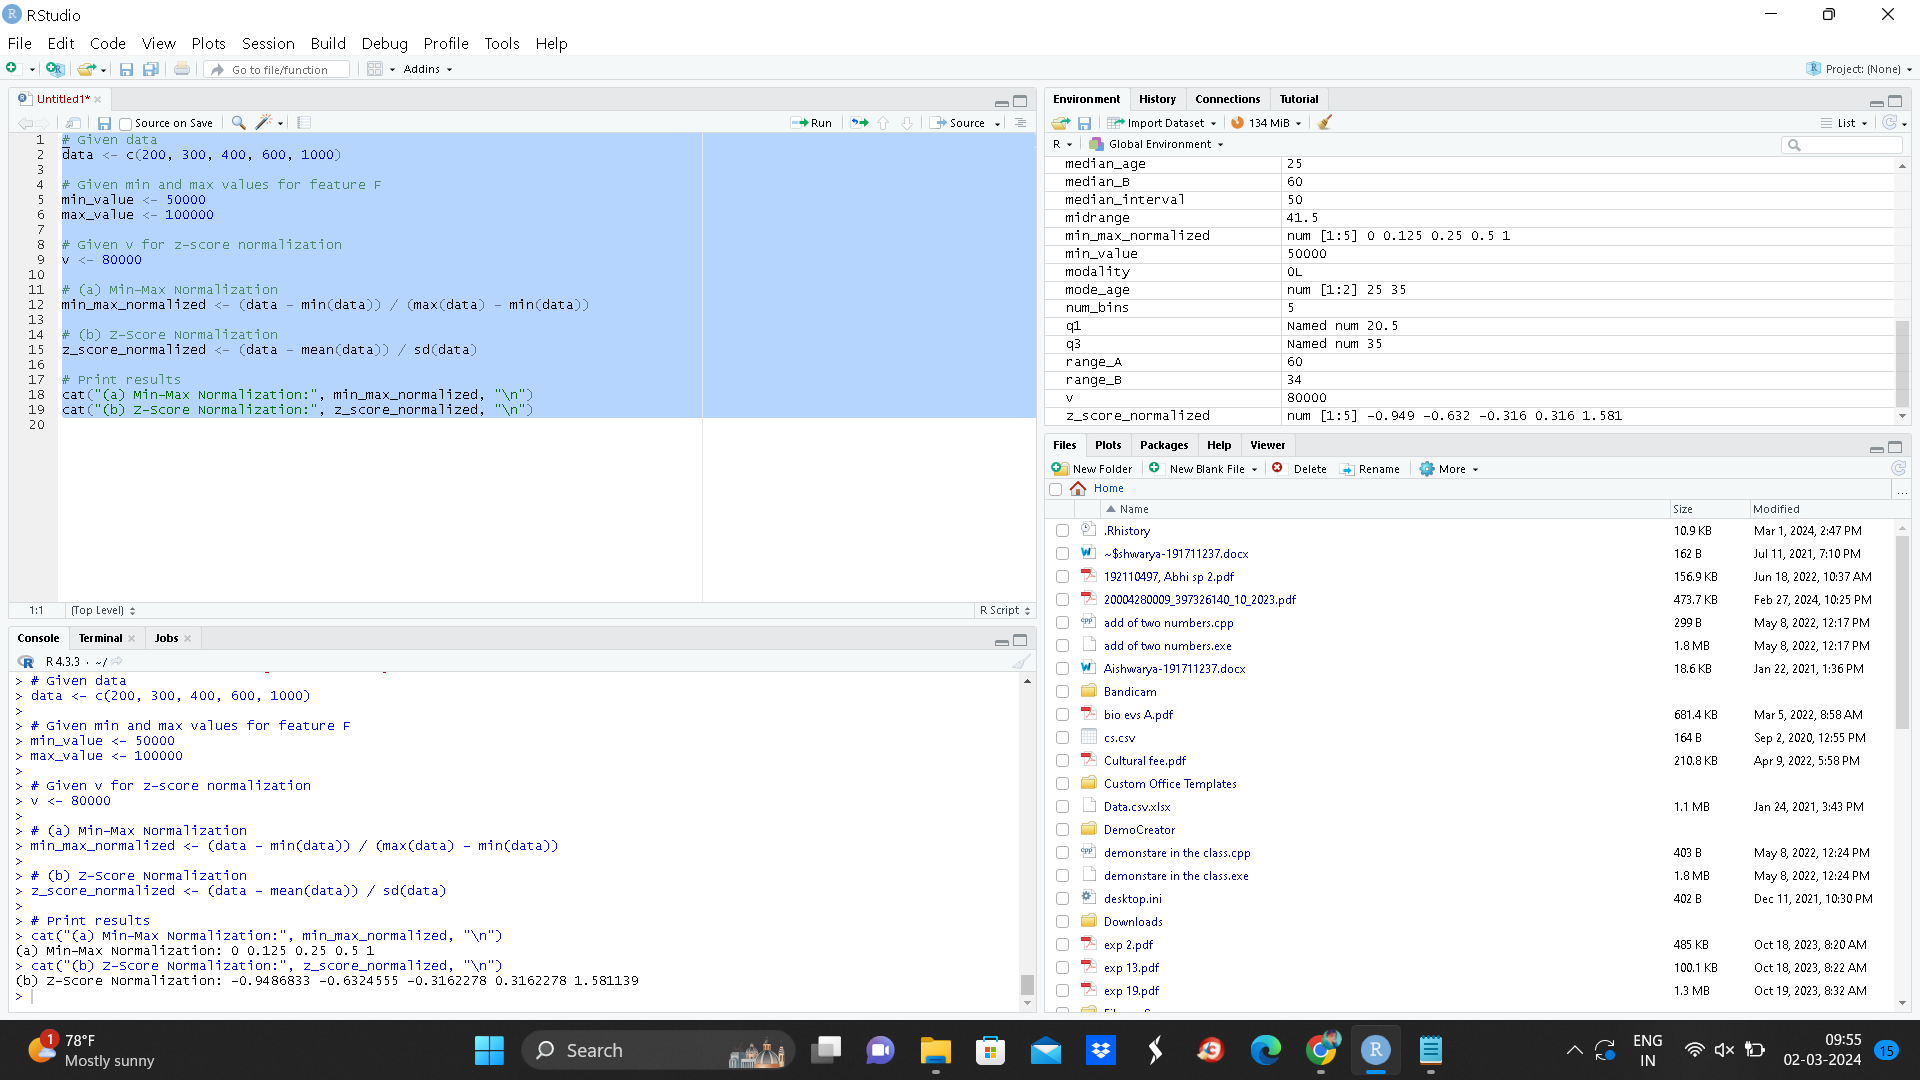 RStudio
File Edit Code View Plots Session Build Debug Profile Tools Help
Go to file/function Addins Project: (None)
Untitled1*
Source on Save Run Source
1 # Given data
2 data <- c(200, 300, 400, 600, 1000)
3
4 # Given min and max values for feature F
5 min_value <- 50000
6 max_value <- 100000
7
8 # Given v for z-score normalization
9 v <- 80000
10
11 # (a) Min-Max Normalization
12 min_max_normalized <- (data - min(data)) / (max(data) - min(data))
13
14 # (b) Z-Score Normalization
15 z_score_normalized <- (data - mean(data)) / sd(data)
16
17 # Print results
18 cat("(a) Min-Max Normalization:", min_max_normalized, "\n")
19 cat("(b) Z-Score Normalization:", z_score_normalized, "\n")
20
1:1 (Top Level) R Script
Console Terminal Jobs
R 4.3.3 · ~/
> # Given data
> data <- c(200, 300, 400, 600, 1000)
>
> # Given min and max values for feature F
> min_value <- 50000
> max_value <- 100000
>
> # Given v for z-score normalization
> v <- 80000
>
> # (a) Min-Max Normalization
> min_max_normalized <- (data - min(data)) / (max(data) - min(data))
>
> # (b) Z-Score Normalization
> z_score_normalized <- (data - mean(data)) / sd(data)
>
> # Print results
> cat("(a) Min-Max Normalization:", min_max_normalized, "\n")
(a) Min-Max Normalization: 0 0.125 0.25 0.5 1
> cat("(b) Z-Score Normalization:", z_score_normalized, "\n")
(b) Z-Score Normalization: -0.9486833 -0.6324555 -0.3162278 0.3162278 1.581139
>
Environment History Connections Tutorial
Import Dataset 134 MiB List
R Global Environment
median_age 25
median_B 60
median_interval 50
midrange 41.5
min_max_normalized num [1:5] 0 0.125 0.25 0.5 1
min_value 50000
modality 0L
mode_age num [1:2] 25 35
num_bins 5
q1 Named num 20.5
q3 Named num 35
range_A 60
range_B 34
v 80000
z_score_normalized num [1:5] -0.949 -0.632 -0.316 0.316 1.581
Files Plots Packages Help Viewer
New Folder New Blank File Delete Rename More
Home ...
Name Size Modified
.Rhistory 10.9 KB Mar 1, 2024, 2:47 PM
~$shwarya-191711237.docx 162 B Jul 11, 2021, 7:10 PM
192110497, Abhi sp 2.pdf 156.9 KB Jun 18, 2022, 10:37 AM
20004280009_397326140_10_2023.pdf 473.7 KB Feb 27, 2024, 10:25 PM
add of two numbers.cpp 299 B May 8, 2022, 12:17 PM
add of two numbers.exe 1.8 MB May 8, 2022, 12:17 PM
Aishwarya-191711237.docx 18.6 KB Jan 22, 2021, 1:36 PM
Bandicam
bio evs A.pdf 681.4 KB Mar 5, 2022, 8:58 AM
cs.csv 164 B Sep 2, 2020, 12:55 PM
Cultural fee.pdf 210.8 KB Apr 9, 2022, 5:58 PM
Custom Office Templates
Data.csv.xlsx 1.1 MB Jan 24, 2021, 3:43 PM
DemoCreator
demonstare in the class.cpp 403 B May 8, 2022, 12:24 PM
demonstare in the class.exe 1.8 MB May 8, 2022, 12:24 PM
desktop.ini 402 B Dec 11, 2021, 10:30 PM
Downloads
exp 2.pdf 485 KB Oct 18, 2023, 8:20 AM
exp 13.pdf 100.1 KB Oct 18, 2023, 8:22 AM
exp 19.pdf 1.3 MB Oct 19, 2023, 8:32 AM
1 78°F
Mostly sunny
Search
ENG
IN
09:55
02-03-2024
15